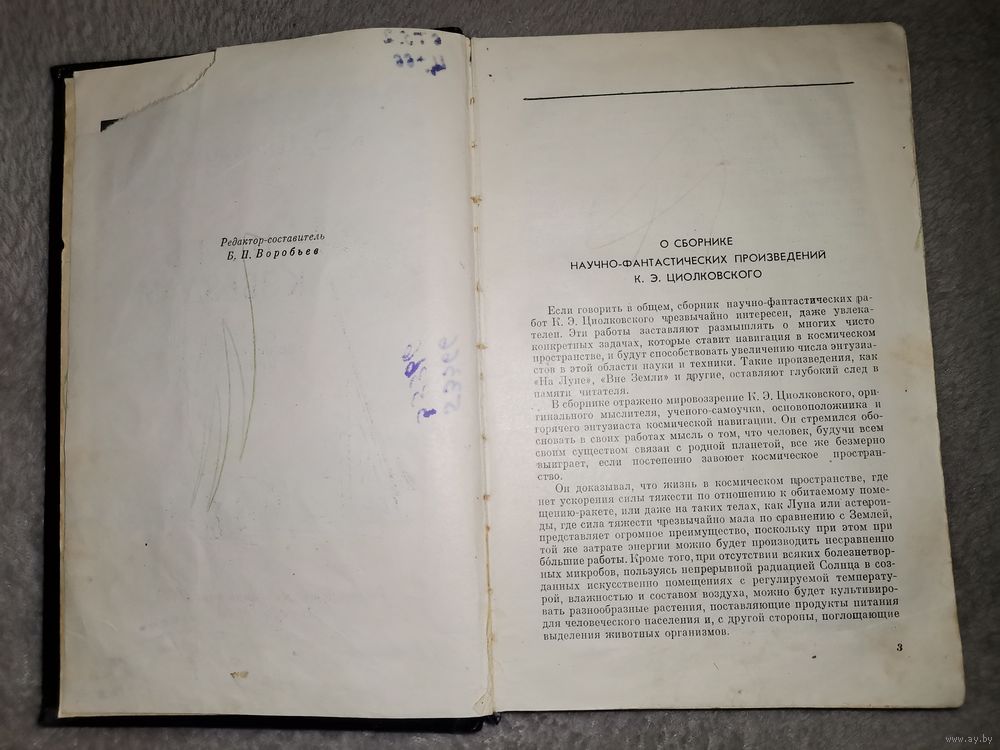 Редактор-составитель
Б. Н. Воробьев
О СБОРНИКЕ
НАУЧНО-ФАНТАСТИЧЕСКИХ ПРОИЗВЕДЕНИЙ
К. Э. ЦИОЛКОВСКОГО
Если говорить в общем, сборник научно-фантастических ра-
бот К. Э. Циолковского чрезвычайно интересен, даже увлека-
телен. Эти работы заставляют размышлять о многих чисто
конкретных задачах, которые ставит навигация в космическом
пространстве, и будут способствовать увеличению числа энтузиа-
стов в этой области науки и техники. Такие произведения, как
«На Луне», «Вне Земли» и другие, оставляют глубокий след в
памяти читателя.
В сборнике отражено мировоззрение К. Э. Циолковского, ори-
гинального мыслителя, ученого-самоучки, основоположника и
горячего энтузиаста космической навигации. Он стремился обо-
сновать в своих работах мысль о том, что человек, будучи всем
своим существом связан с родной планетой, все же безмерно
выиграет, если постепенно завоюет космическое простран-
ство.
Он доказывал, что жизнь в космическом пространстве, где
нет ускорения силы тяжести по отношению к обитаемому поме-
щению-ракете, или даже на таких телах, как Луна или астерои-
ды, где сила тяжести чрезвычайно мала по сравнению с Землей,
представляет огромное преимущество, поскольку при этом при
той же затрате энергии можно будет производить несравненно
бо́льшие работы. Кроме того, при отсутствии всяких болезнетвор-
ных микробов, пользуясь непрерывной радиацией Солнца в соз-
данных искусственно помещениях с регулируемой температу-
рой, влажностью и составом воздуха, можно будет культивиро-
вать разнообразные растения, поставляющие продукты питания
для человеческого населения и, с другой стороны, поглощающие
выделения животных организмов.
3
www.ay.by